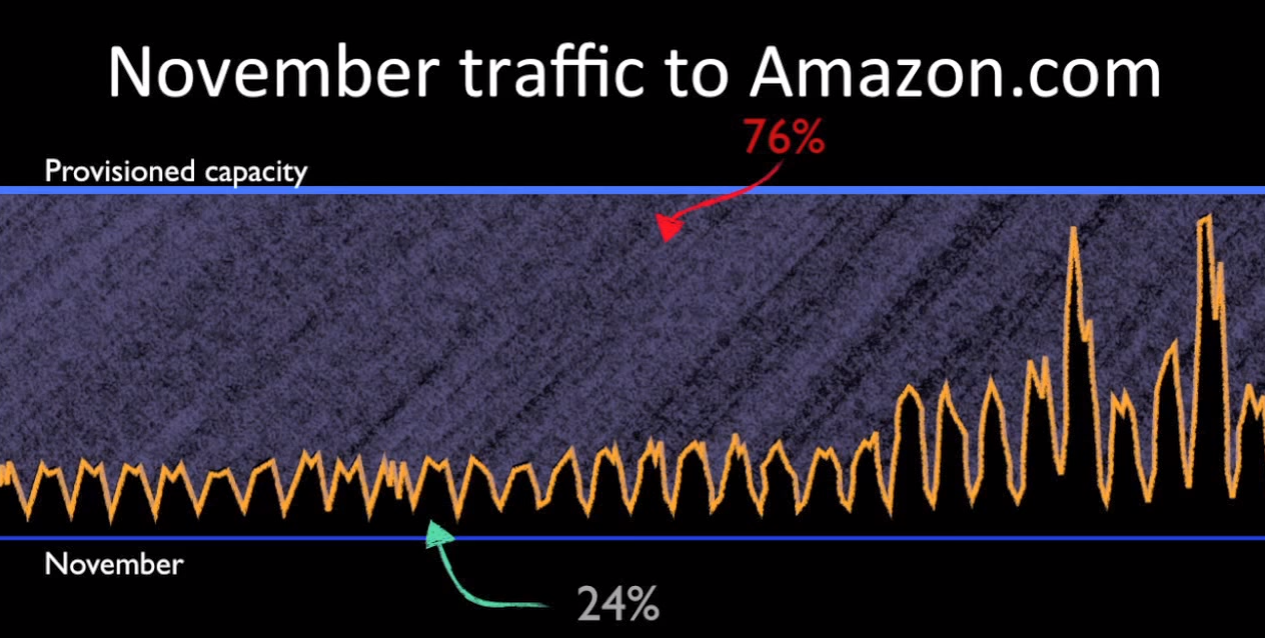 November traffic to Amazon.com
76%
Provisioned capacity
November
24%